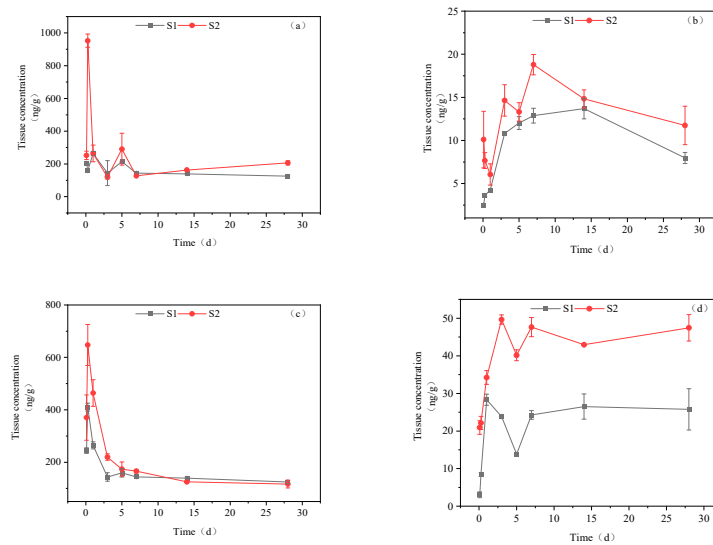 S1 S2 (a)
1000
800
600
400
200
0
Tissue concentration
(ng/g)
0 5 10 15 20 25 30
Time (d)
S1 S2
(b)
25
20
15
10
5
Tissue concentration
(ng/g)
0 5 10 15 20 25 30
Time (d)
S1 S2
(c)
800
600
400
200
Tissue concentration
(ng/g)
0 5 10 15 20 25 30
Time (d)
S1 S2 (d)
50
40
30
20
10
0
Tissue concentration
(ng/g)
0 5 10 15 20 25 30
Time (d)